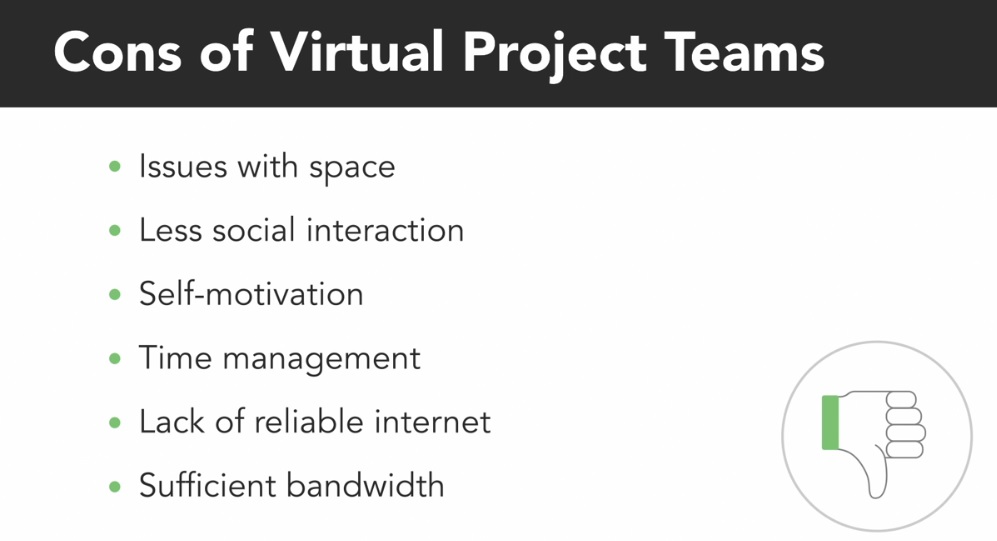 Cons of Virtual Project Teams
• Issues with space
• Less social interaction
• Self-motivation
• Time management
• Lack of reliable internet
• Sufficient bandwidth